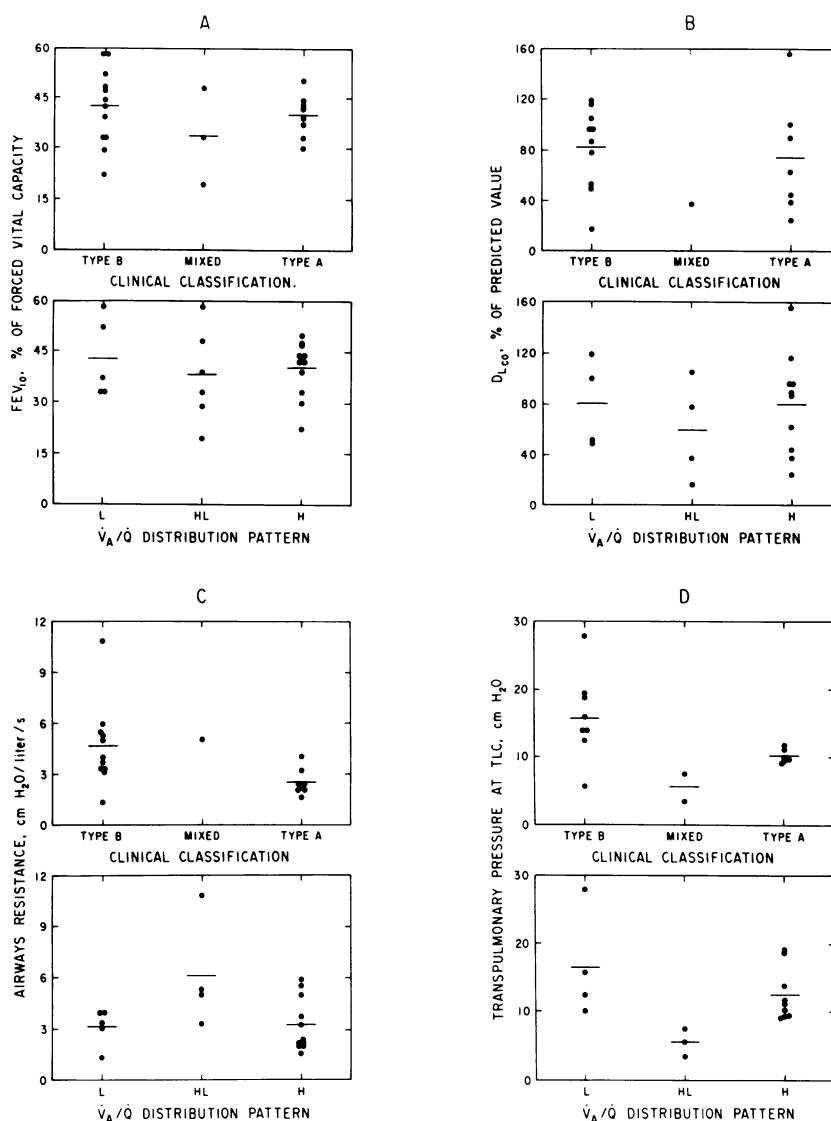 A
FEV₁.₀, % OF FORCED VITAL CAPACITY
60
45
30
15
0
TYPE B MIXED TYPE A
CLINICAL CLASSIFICATION.
60
45
30
15
0
L HL H
V̇A/Q̇ DISTRIBUTION PATTERN
B
DLCO, % OF PREDICTED VALUE
160
120
80
40
0
TYPE B MIXED TYPE A
CLINICAL CLASSIFICATION
160
120
80
40
0
L HL H
V̇A/Q̇ DISTRIBUTION PATTERN
C
AIRWAYS RESISTANCE, cm H₂O/liter/s
12
9
6
3
0
TYPE B MIXED TYPE A
CLINICAL CLASSIFICATION
12
9
6
3
0
L HL H
V̇A/Q̇ DISTRIBUTION PATTERN
D
TRANSPULMONARY PRESSURE AT TLC, cm H₂O
30
20
10
0
TYPE B MIXED TYPE A
CLINICAL CLASSIFICATION
30
20
10
0
L HL H
V̇A/Q̇ DISTRIBUTION PATTERN